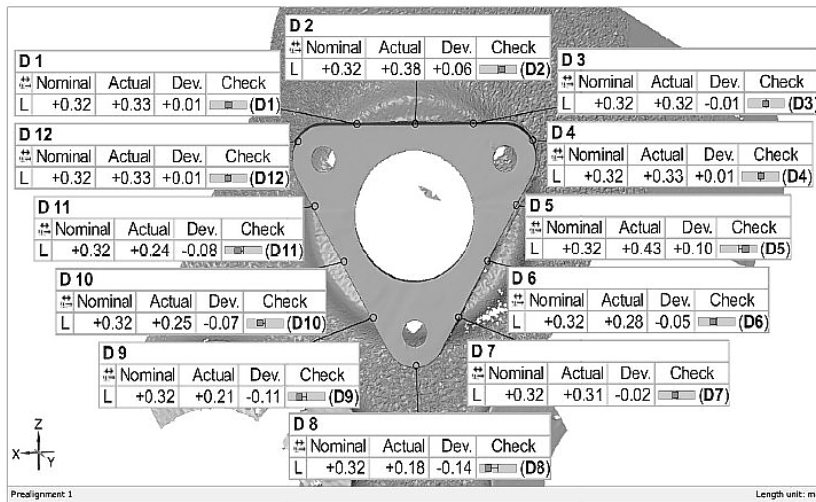 D 1
Nominal Actual Dev. Check
L +0.32 +0.33 +0.01 (D1)
D 2
Nominal Actual Dev. Check
L +0.32 +0.38 +0.06 (D2)
D 3
Nominal Actual Dev. Check
L +0.32 +0.32 -0.01 (D3)
D 12
Nominal Actual Dev. Check
L +0.32 +0.33 +0.01 (D12)
D 4
Nominal Actual Dev. Check
L +0.32 +0.33 +0.01 (D4)
D 11
Nominal Actual Dev. Check
L +0.32 +0.24 -0.08 (D11)
D 5
Nominal Actual Dev. Check
L +0.32 +0.43 +0.10 (D5)
D 10
Nominal Actual Dev. Check
L +0.32 +0.25 -0.07 (D10)
D 6
Nominal Actual Dev. Check
L +0.32 +0.28 -0.05 (D6)
D 9
Nominal Actual Dev. Check
L +0.32 +0.21 -0.11 (D9)
D 7
Nominal Actual Dev. Check
L +0.32 +0.31 -0.02 (D7)
D 8
Nominal Actual Dev. Check
L +0.32 +0.18 -0.14 (D8)
Z
X Y
Prealignment 1
Length unit: